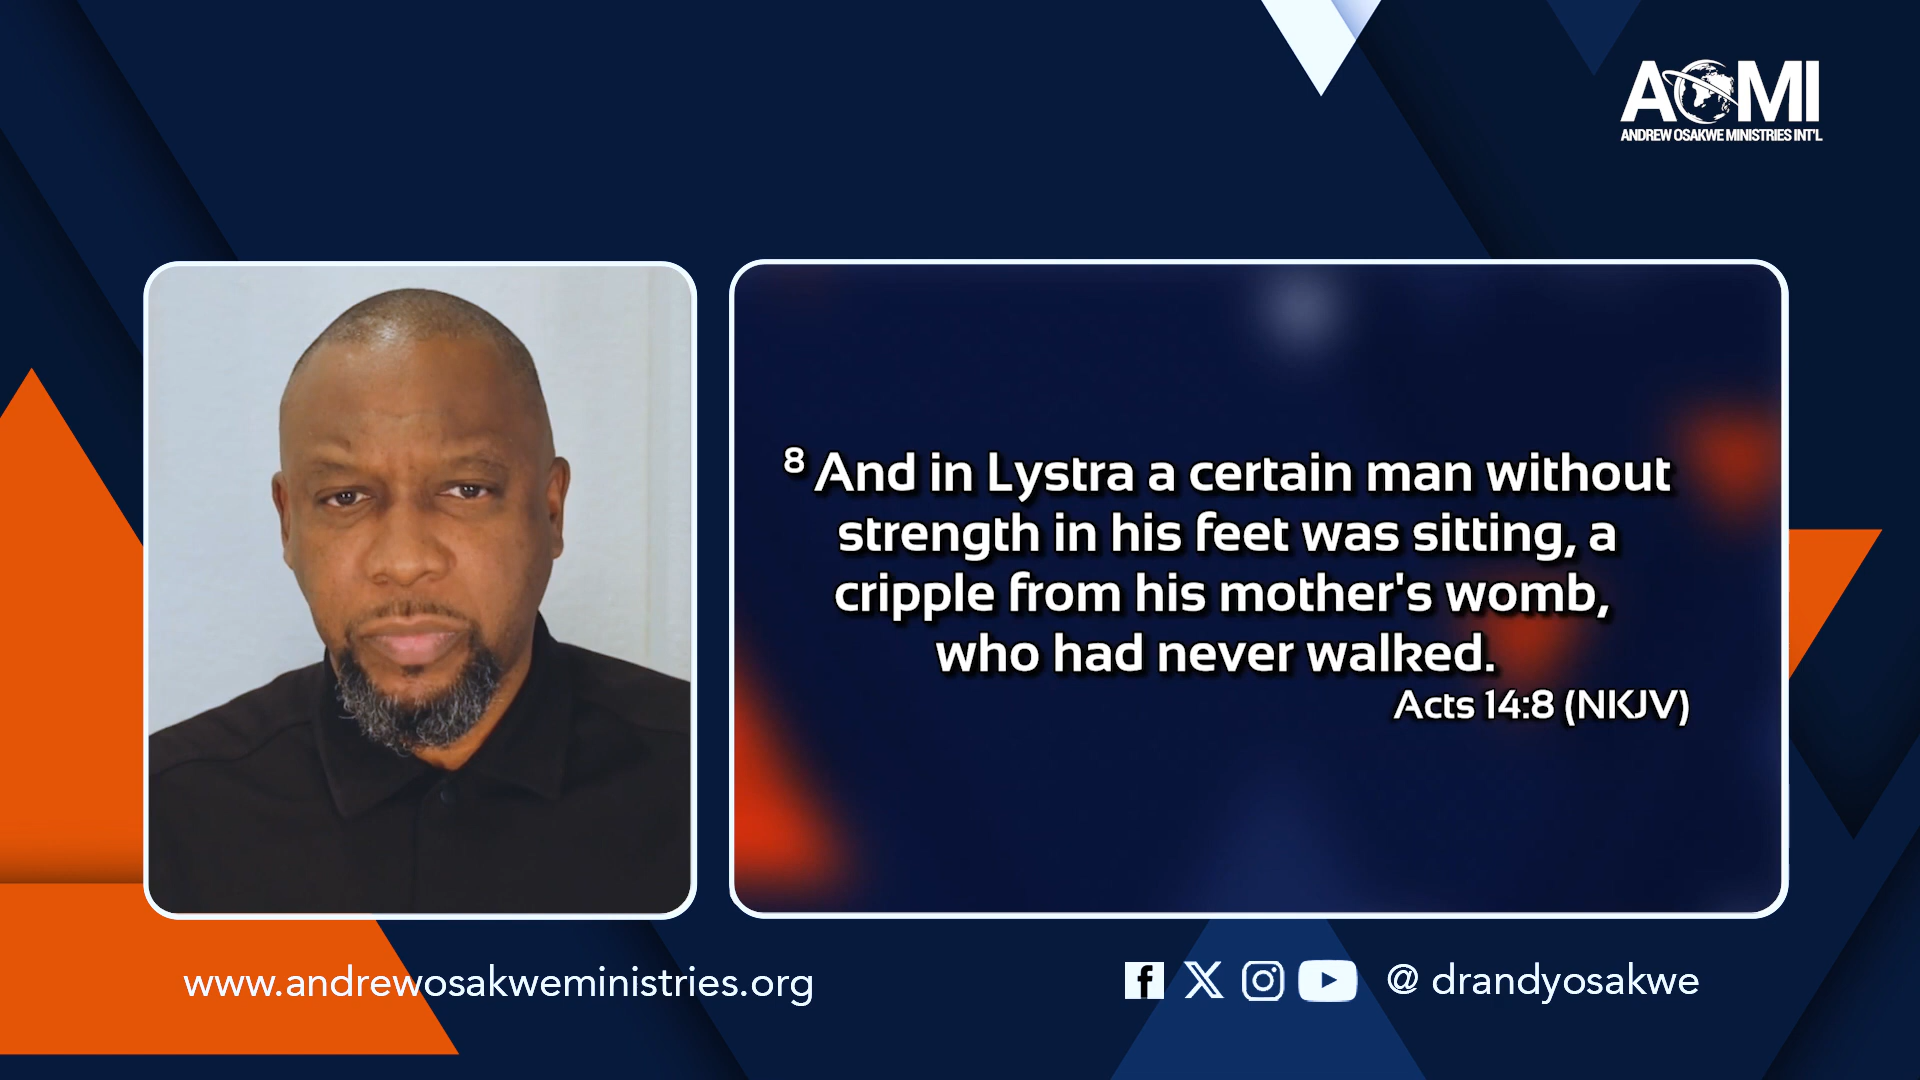 AOMI
ANDREW OSAKWE MINISTRIES INT'L
8 And in Lystra a certain man without
strength in his feet was sitting, a
cripple from his mother's womb,
who had never walked.
Acts 14:8 (NKJV)
www.andrewosakweministries.org
@ drandyosakwe